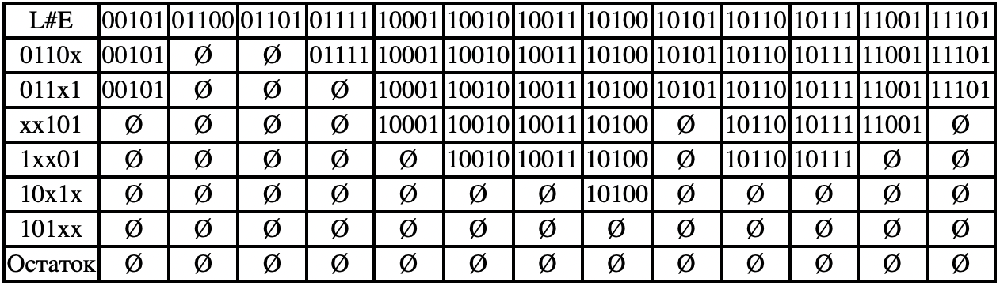 L#E 00101 01100 01101 01111 10001 10010 10011 10100 10101 10110 10111 11001 11101
0110x 00101 Ø Ø 01111 10001 10010 10011 10100 10101 10110 10111 11001 11101
011x1 00101 Ø Ø Ø 10001 10010 10011 10100 10101 10110 10111 11001 11101
xx101 Ø Ø Ø Ø 10001 10010 10011 10100 Ø 10110 10111 11001 Ø
1xx01 Ø Ø Ø Ø Ø 10010 10011 10100 Ø 10110 10111 Ø Ø
10x1x Ø Ø Ø Ø Ø Ø Ø 10100 Ø Ø Ø Ø Ø
101xx Ø Ø Ø Ø Ø Ø Ø Ø Ø Ø Ø Ø Ø
Остаток Ø Ø Ø Ø Ø Ø Ø Ø Ø Ø Ø Ø Ø